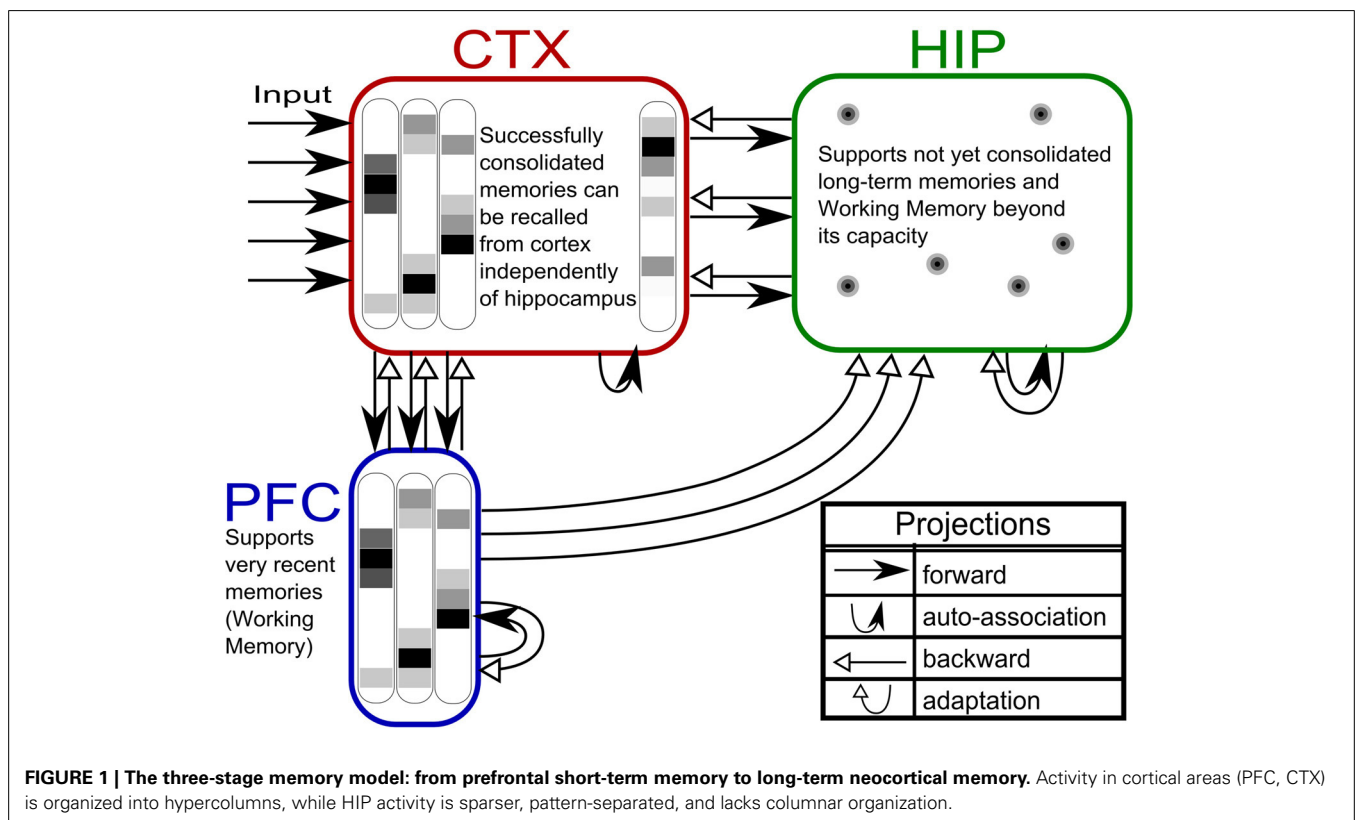 CTX
HIP
Input
Successfully
consolidated
memories can
be recalled
from cortex
independently
of hippocampus
Supports not yet consolidated
long-term memories and
Working Memory beyond
its capacity
PFC
Supports
very recent
memories
(Working
Memory)
Projections
forward
auto-association
backward
adaptation
FIGURE 1 | The three-stage memory model: from prefrontal short-term memory to long-term neocortical memory. Activity in cortical areas (PFC, CTX)
is organized into hypercolumns, while HIP activity is sparser, pattern-separated, and lacks columnar organization.